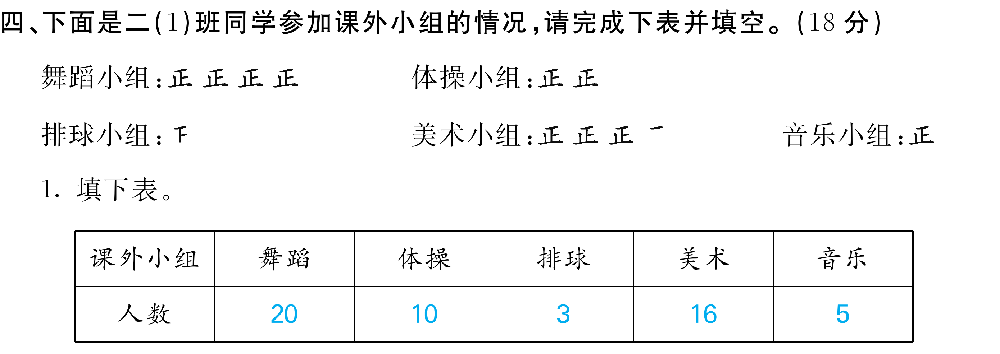 四、下面是二(1)班同学参加课外小组的情况,请完成下表并填空。(18 分)
舞蹈小组:正 正 正 正 体操小组:正 正
排球小组:𠄟 美术小组:正 正 正 一 音乐小组:正
1. 填下表。
课外小组 舞蹈 体操 排球 美术 音乐
人数 20 10 3 16 5